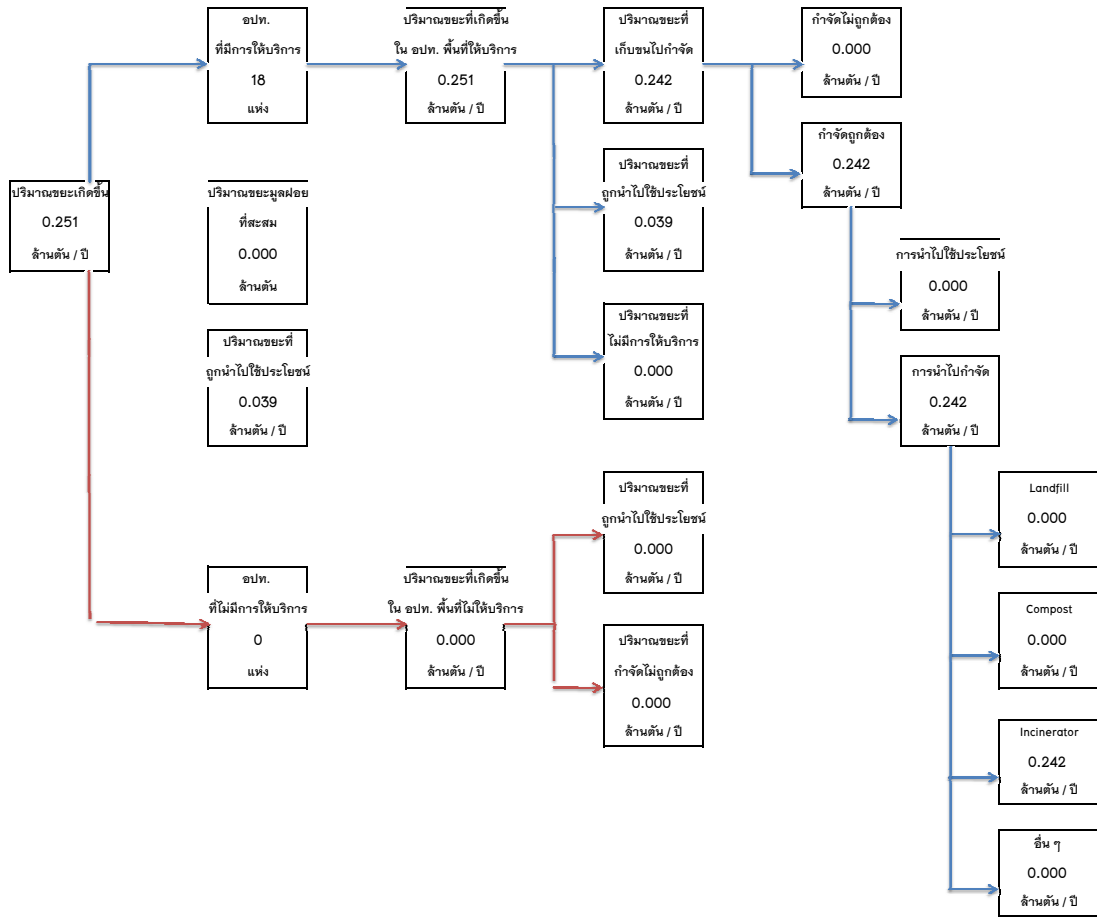 อปท.
ที่มีการให้บริการ
18
แห่ง
ปริมาณขยะที่เกิดขึ้น
ใน อปท. พื้นที่ให้บริการ
0.251
ล้านตัน / ปี
ปริมาณขยะที่
เก็บขนไปกำจัด
0.242
ล้านตัน / ปี
กำจัดไม่ถูกต้อง
0.000
ล้านตัน / ปี
กำจัดถูกต้อง
0.242
ล้านตัน / ปี
ปริมาณขยะเกิดขึ้น
0.251
ล้านตัน / ปี
ปริมาณขยะมูลฝอย
ที่สะสม
0.000
ล้านตัน
ปริมาณขยะที่
ถูกนำไปใช้ประโยชน์
0.039
ล้านตัน / ปี
การนำไปใช้ประโยชน์
0.000
ล้านตัน / ปี
ปริมาณขยะที่
ถูกนำไปใช้ประโยชน์
0.039
ล้านตัน / ปี
ปริมาณขยะที่
ไม่มีการให้บริการ
0.000
ล้านตัน / ปี
การนำไปกำจัด
0.242
ล้านตัน / ปี
ปริมาณขยะที่
ถูกนำไปใช้ประโยชน์
0.000
ล้านตัน / ปี
Landfill
0.000
ล้านตัน / ปี
อปท.
ที่ไม่มีการให้บริการ
0
แห่ง
ปริมาณขยะที่เกิดขึ้น
ใน อปท. พื้นที่ไม่ให้บริการ
0.000
ล้านตัน / ปี
ปริมาณขยะที่
กำจัดไม่ถูกต้อง
0.000
ล้านตัน / ปี
Compost
0.000
ล้านตัน / ปี
Incinerator
0.242
ล้านตัน / ปี
อื่น ๆ
0.000
ล้านตัน / ปี